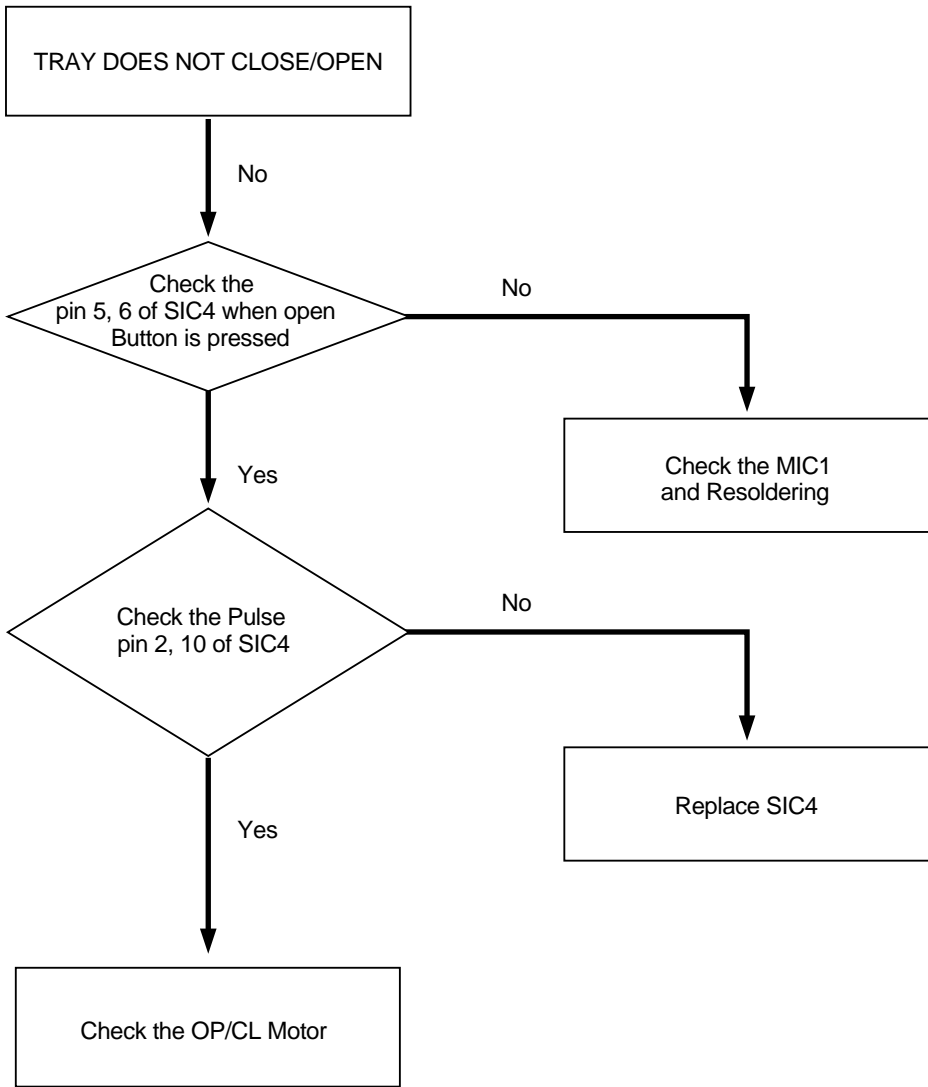 TRAY DOES NOT CLOSE/OPEN
No
Check the
pin 5, 6 of SIC4 when open
Button is pressed
No
Check the MIC1
and Resoldering
Yes
Check the Pulse
pin 2, 10 of SIC4
No
Replace SIC4
Yes
Check the OP/CL Motor